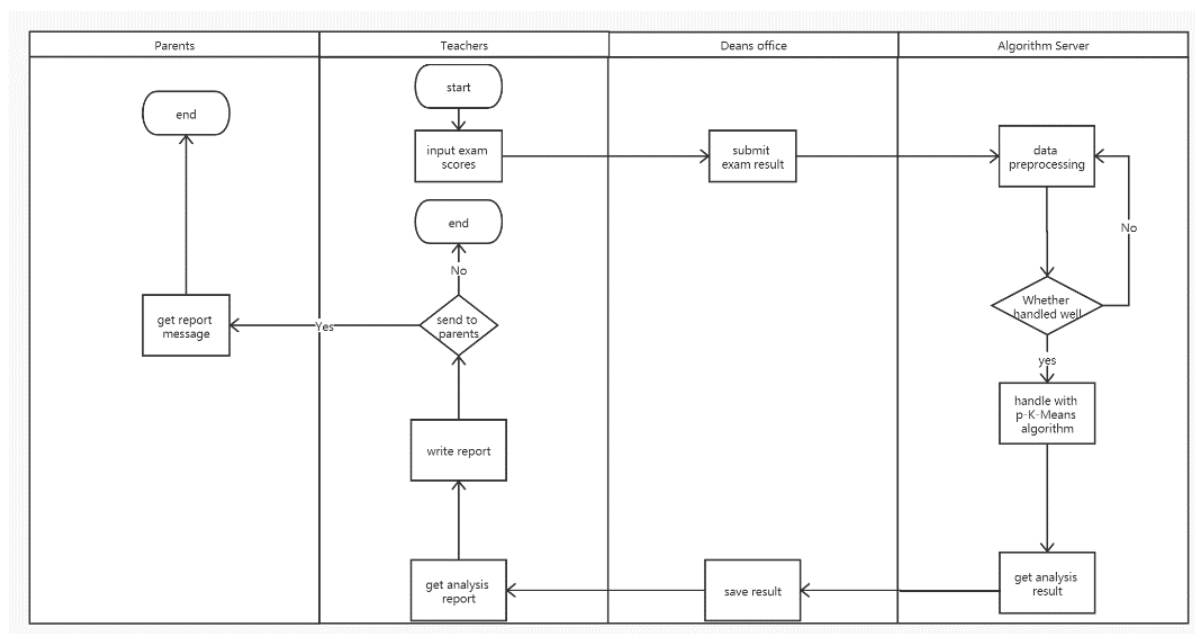 Parents
Teachers
Deans office
Algorithm Server
start
end
input exam
scores
submit
exam result
data
preprocessing
end
No
No
Whether
handled well
get report
message
Yes
send to
parents
yes
handle with
p-K-Means
algorithm
write report
get analysis
report
save result
get analysis
result